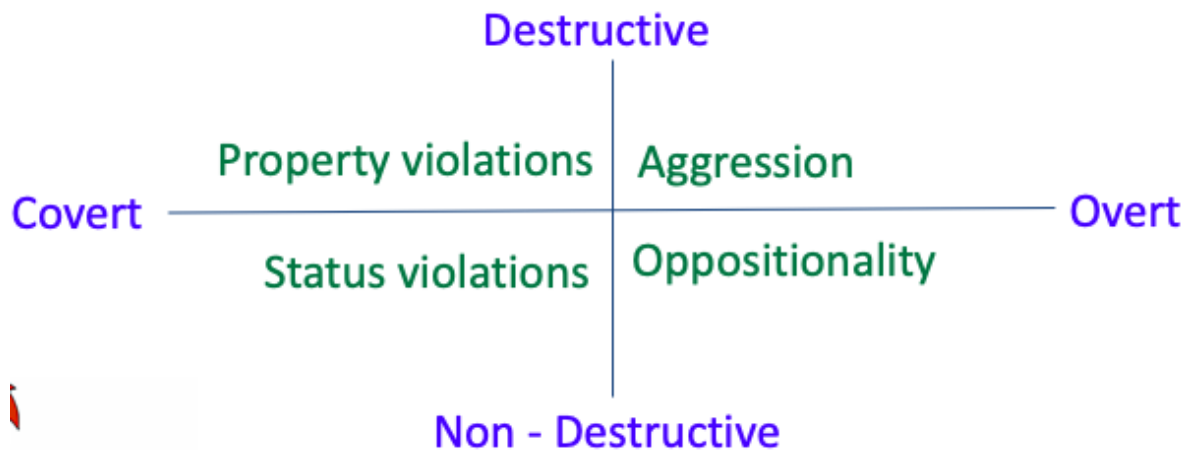 Destructive
Property violations
Aggression
Covert
Overt
Status violations
Oppositionality
Non - Destructive